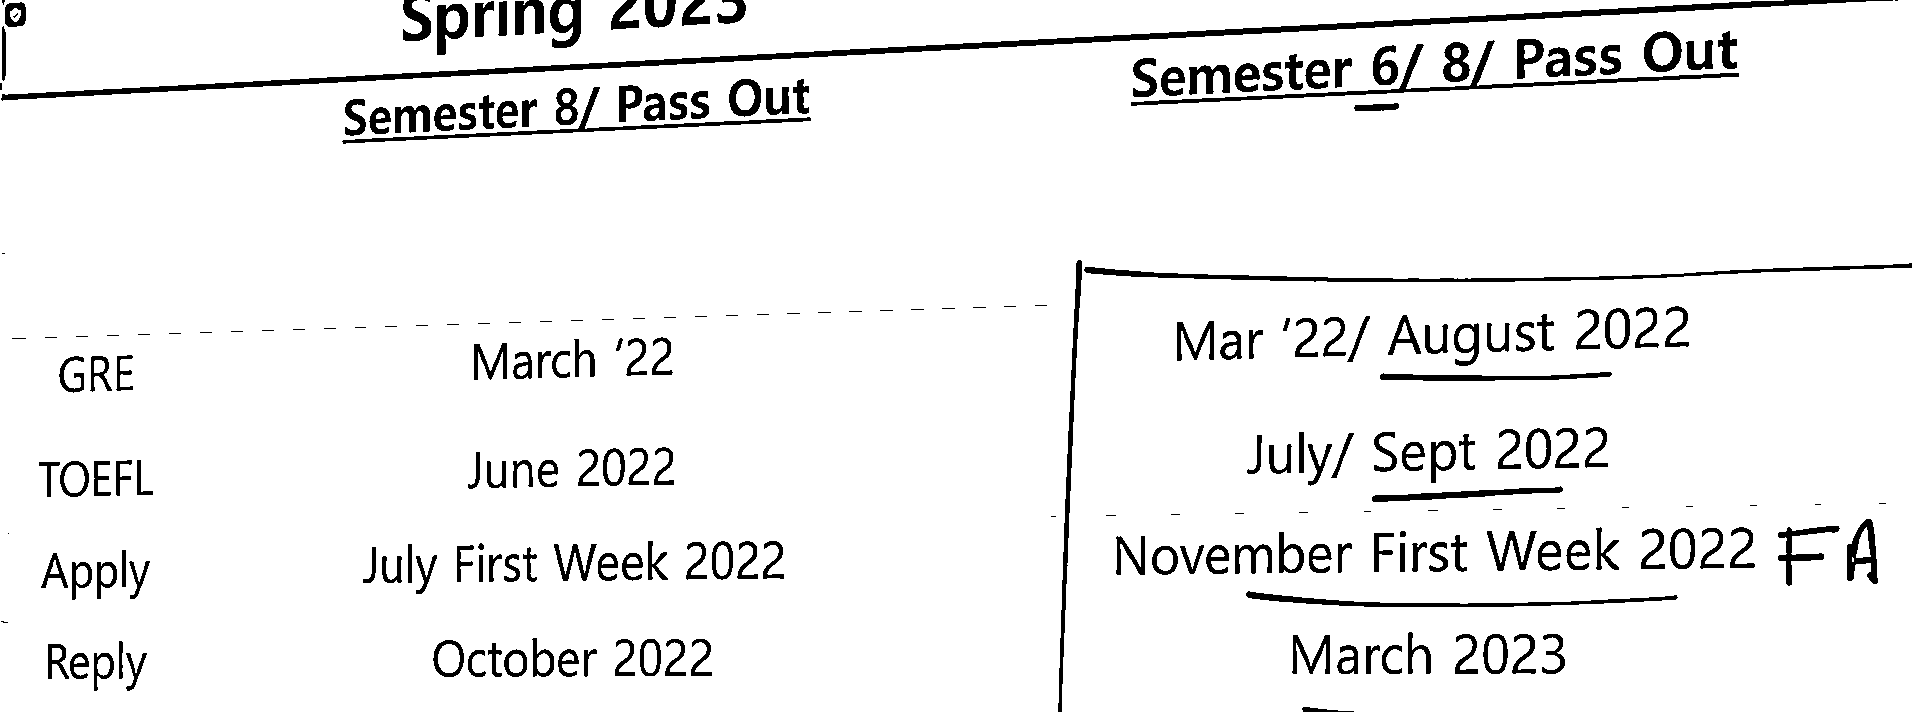 Spring 2023
Semester 8/ Pass Out
Semester 6/ 8/ Pass Out
GRE March '22 Mar '22/ August 2022
TOEFL June 2022 July/ Sept 2022
Apply July First Week 2022 November First Week 2022 FA
Reply October 2022 March 2023